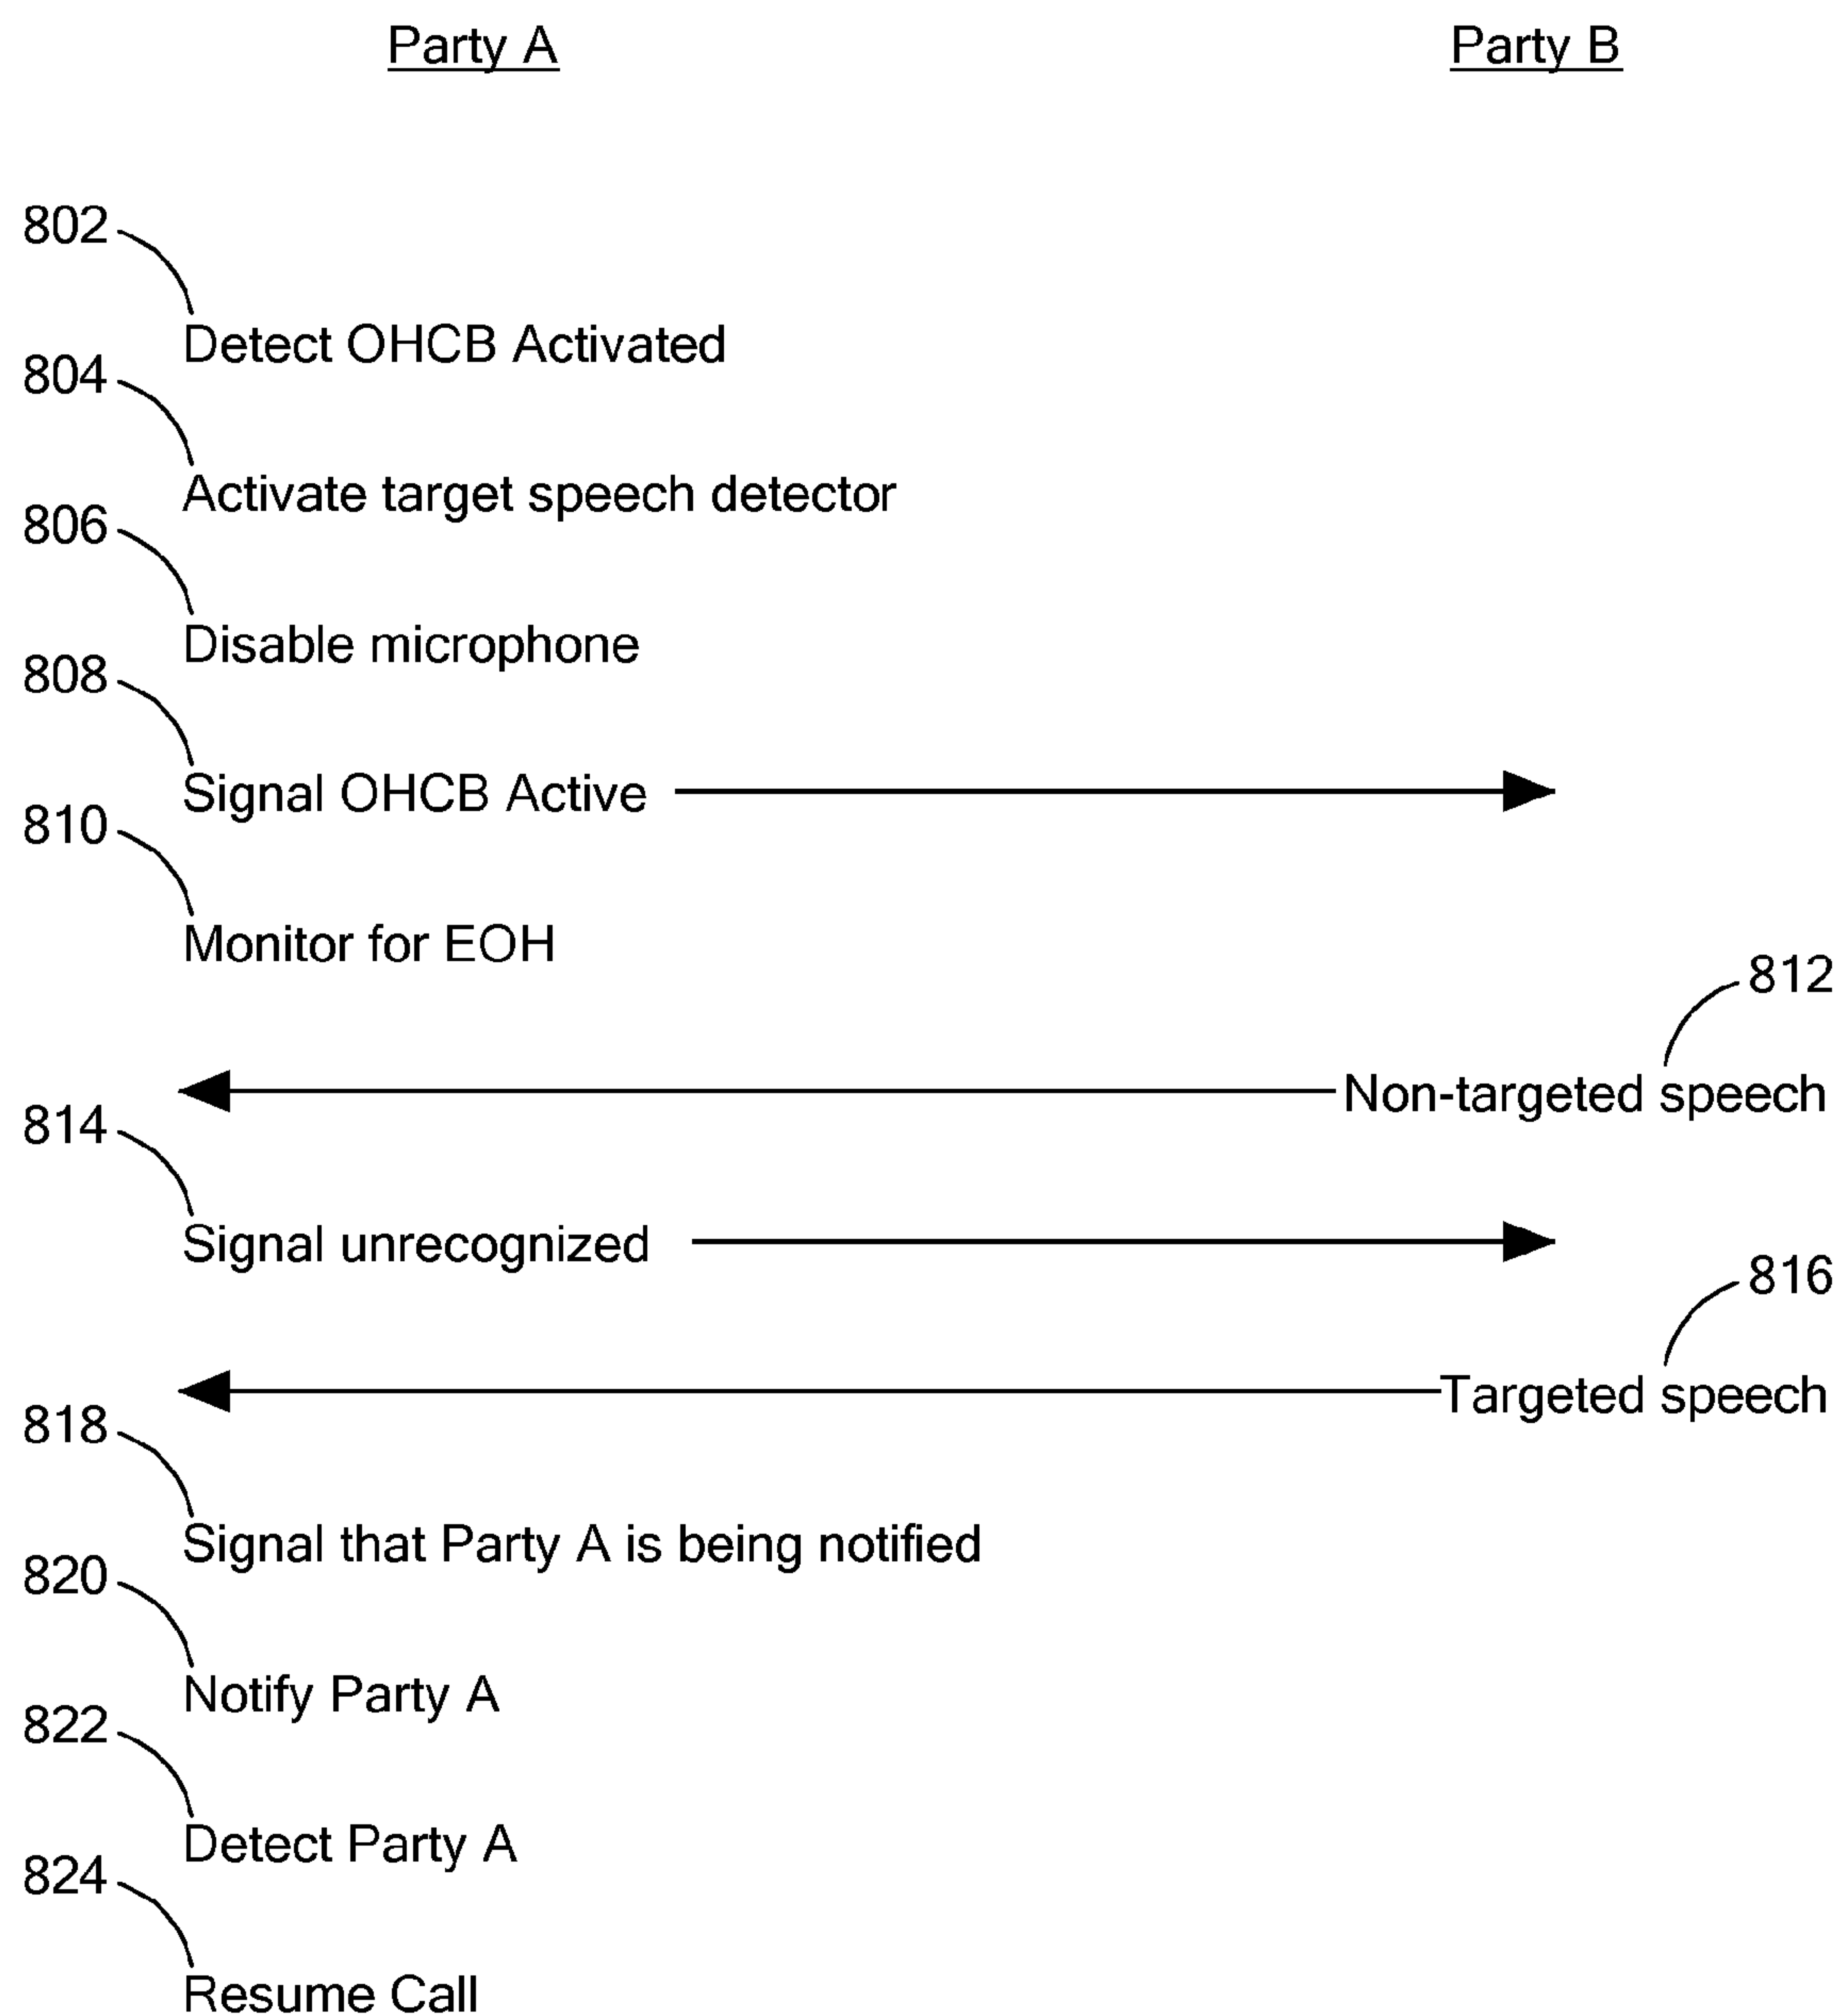 Party A
Party B
802
Detect OHCB Activated
804
Activate target speech detector
806
Disable microphone
808
Signal OHCB Active
810
Monitor for EOH
812
Non-targeted speech
814
Signal unrecognized
816
Targeted speech
818
Signal that Party A is being notified
820
Notify Party A
822
Detect Party A
824
Resume Call